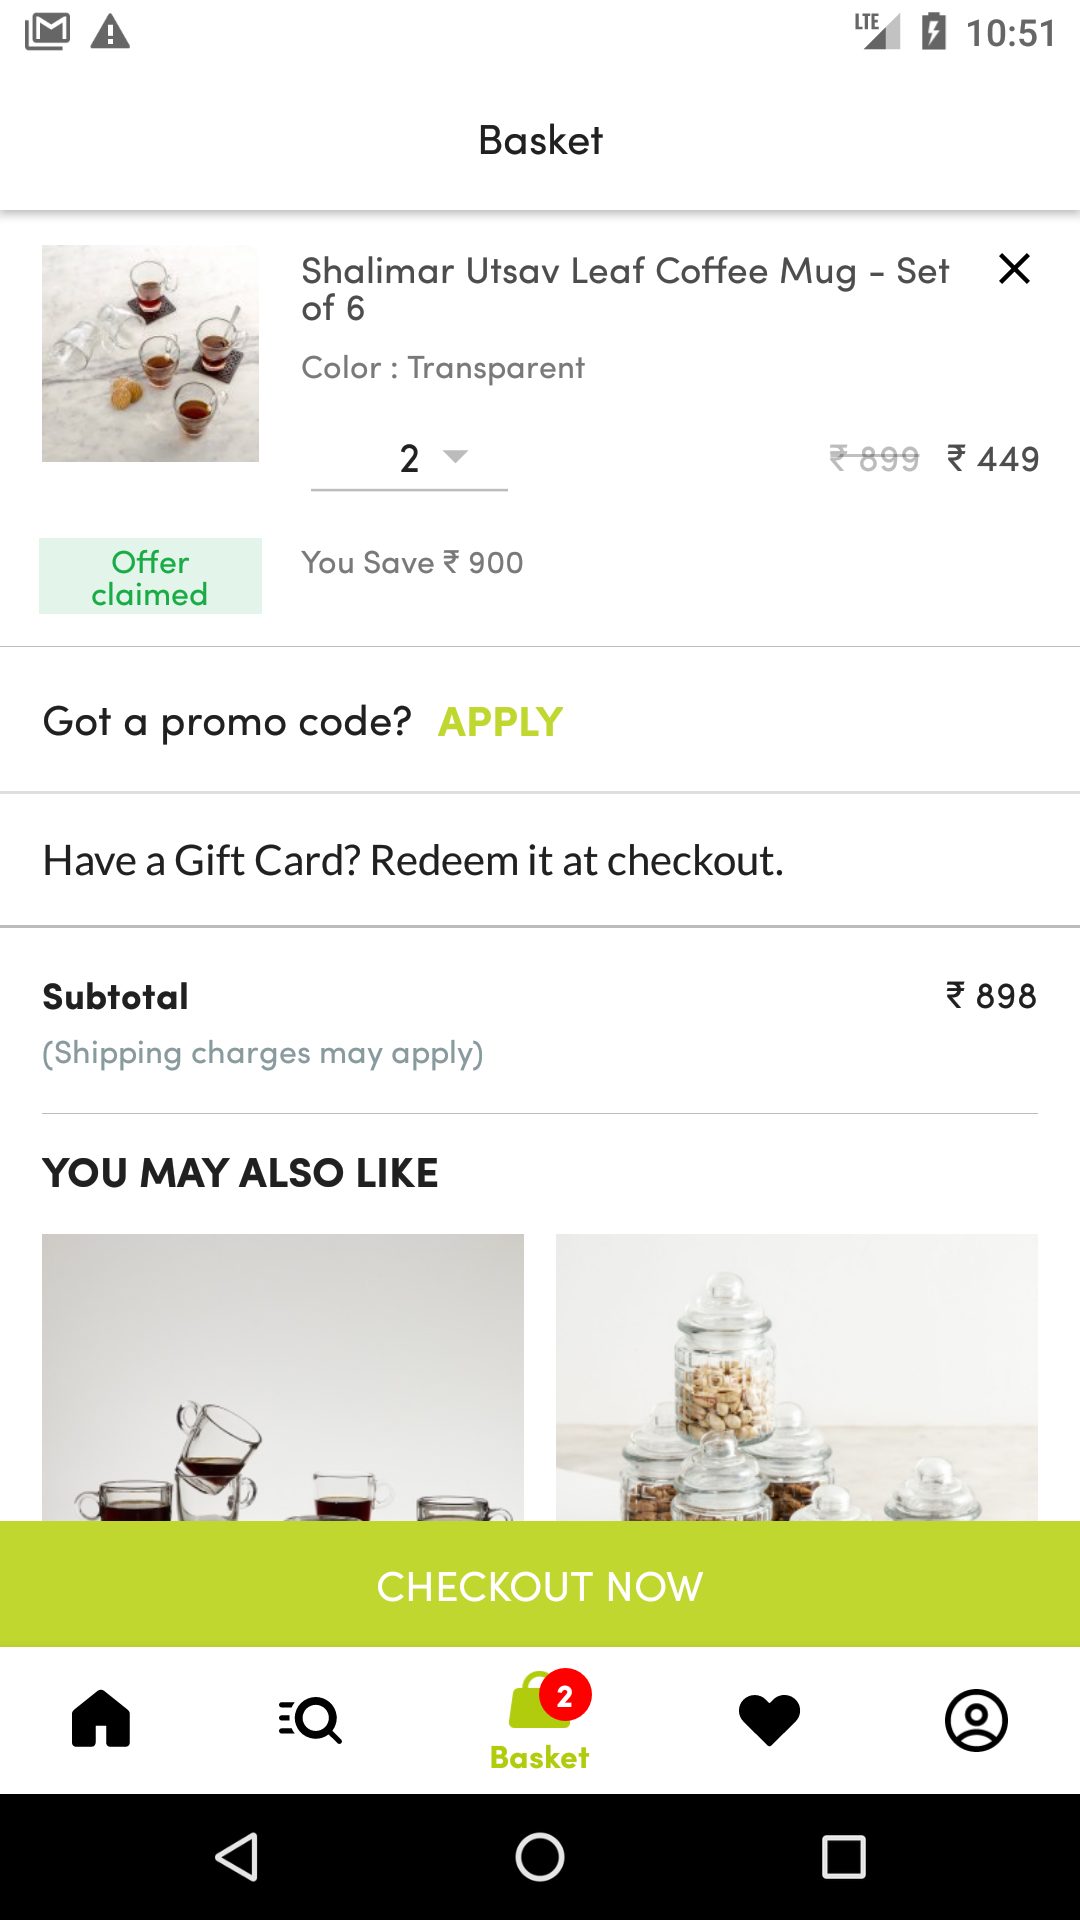 LTE 10:51
Basket
Shalimar Utsav Leaf Coffee Mug - Set
of 6
Color : Transparent
2 ₹ 899 ₹ 449
Offer
claimed
You Save ₹ 900
Got a promo code? APPLY
Have a Gift Card? Redeem it at checkout.
Subtotal ₹ 898
(Shipping charges may apply)
YOU MAY ALSO LIKE
CHECKOUT NOW
2
Basket